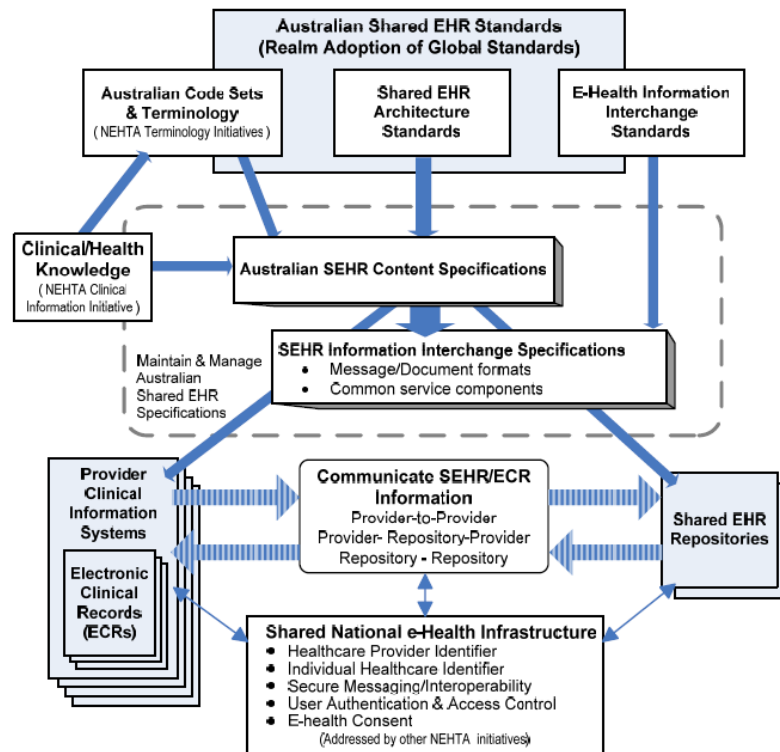 Australian Shared EHR Standards
(Realm Adoption of Global Standards)
Australian Code Sets
& Terminology
( NEHTA Terminology Initiatives)
Shared EHR
Architecture
Standards
E-Health Information
Interchange
Standards
Clinical/Health
Knowledge
( NEHTA Clinical
Information Initiative )
Australian SEHR Content Specifications
SEHR Information Interchange Specifications
• Message/Document formats
• Common service components
Maintain & Manage
Australian
Shared EHR
Specifications
Provider
Clinical
Information
Systems
Electronic
Clinical
Records
(ECRs)
Communicate SEHR/ECR
Information
Provider-to-Provider
Provider- Repository-Provider
Repository - Repository
Shared EHR
Repositories
Shared National e-Health Infrastructure
• Healthcare Provider Identifier
• Individual Healthcare Identifier
• Secure Messaging/Interoperability
• User Authentication & Access Control
• E-health Consent
(Addressed by other NEHTA initiatives)